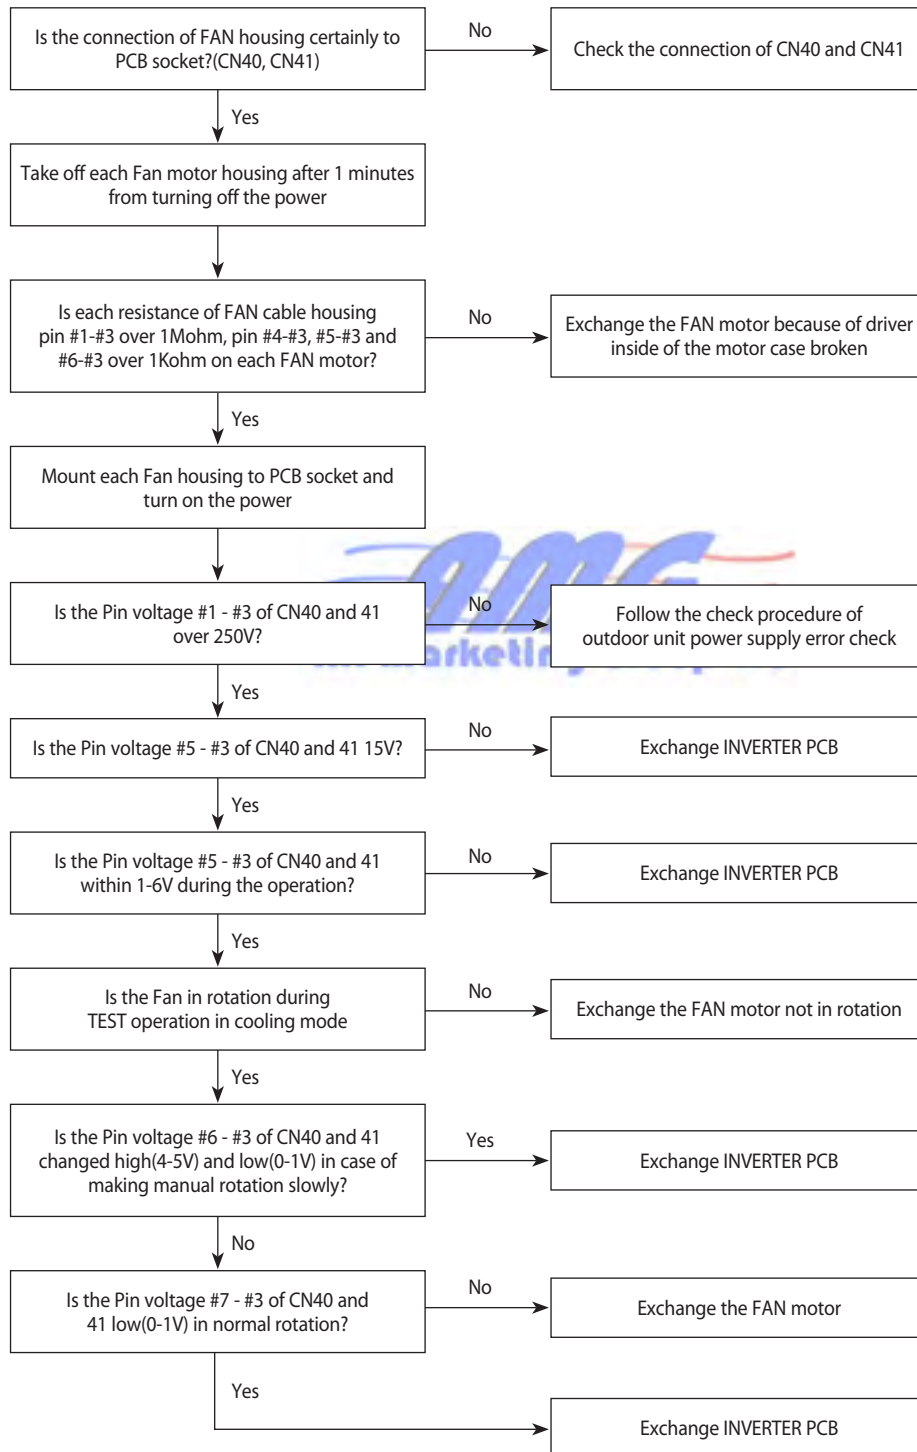 Is the connection of FAN housing certainly to
PCB socket?(CN40, CN41)
No
Check the connection of CN40 and CN41
Yes
Take off each Fan motor housing after 1 minutes
from turning off the power
Is each resistance of FAN cable housing
pin #1-#3 over 1Mohm, pin #4-#3, #5-#3 and
#6-#3 over 1Kohm on each FAN motor?
No
Exchange the FAN motor because of driver
inside of the motor case broken
Yes
Mount each Fan housing to PCB socket and
turn on the power
AMG
Is the Pin voltage #1 - #3 of CN40 and 41
over 250V?
No
Follow the check procedure of
outdoor unit power supply error check
Yes
Is the Pin voltage #5 - #3 of CN40 and 41 15V?
No
Exchange INVERTER PCB
Yes
Is the Pin voltage #5 - #3 of CN40 and 41
within 1-6V during the operation?
No
Exchange INVERTER PCB
Yes
Is the Fan in rotation during
TEST operation in cooling mode
No
Exchange the FAN motor not in rotation
Yes
Is the Pin voltage #6 - #3 of CN40 and 41
changed high(4-5V) and low(0-1V) in case of
making manual rotation slowly?
Yes
Exchange INVERTER PCB
No
Is the Pin voltage #7 - #3 of CN40 and
41 low(0-1V) in normal rotation?
No
Exchange the FAN motor
Yes
Exchange INVERTER PCB